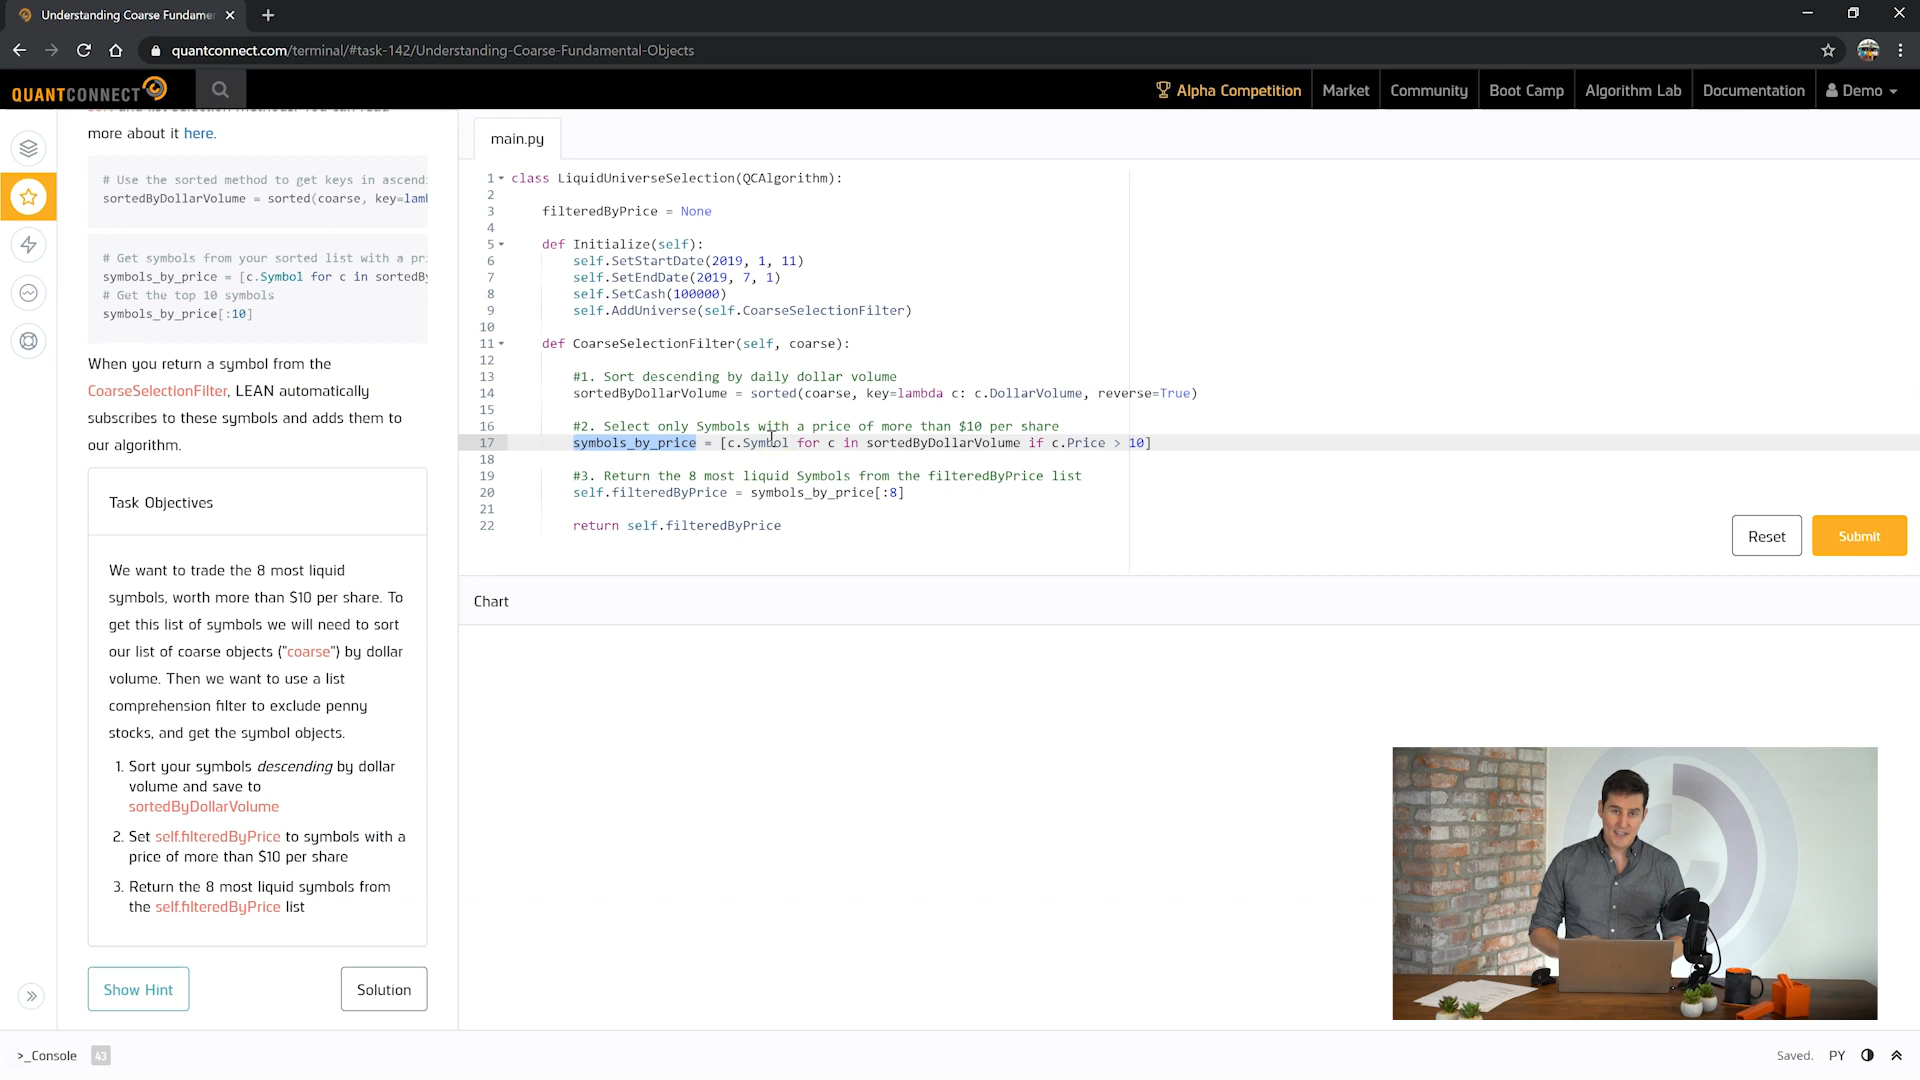 Understanding Coarse Fundame
quantconnect.com/terminal/#task-142/Understanding-Coarse-Fundamental-Objects
QUANTCONNECT
Alpha Competition
Market
Community
Boot Camp
Algorithm Lab
Documentation
Demo
more about it here.
# Use the sorted method to get keys in ascend:
sortedByDollarVolume = sorted(coarse, key=lam
# Get symbols from your sorted list with a pri
symbols_by_price = [c.Symbol for c in sortedBy
# Get the top 10 symbols
symbols_by_price[:10]
When you return a symbol from the
CoarseSelectionFilter, LEAN automatically
subscribes to these symbols and adds them to
our algorithm.
Task Objectives
We want to trade the 8 most liquid
symbols, worth more than $10 per share. To
get this list of symbols we will need to sort
our list of coarse objects ("coarse") by dollar
volume. Then we want to use a list
comprehension filter to exclude penny
stocks, and get the symbol objects.
1. Sort your symbols descending by dollar
volume and save to
sortedByDollarVolume
2. Set self.filteredByPrice to symbols with a
price of more than $10 per share
3. Return the 8 most liquid symbols from
the self.filteredByPrice list
Show Hint
Solution
main.py
1 class LiquidUniverseSelection(QCAlgorithm):
2
3 filteredByPrice = None
4
5 def Initialize(self):
6 self.SetStartDate(2019, 1, 11)
7 self.SetEndDate(2019, 7, 1)
8 self.SetCash(100000)
9 self.AddUniverse(self.CoarseSelectionFilter)
10
11 def CoarseSelectionFilter(self, coarse):
12
13 #1. Sort descending by daily dollar volume
14 sortedByDollarVolume = sorted(coarse, key=lambda c: c.DollarVolume, reverse=True)
15
16 #2. Select only Symbols with a price of more than $10 per share
17 symbols_by_price = [c.Symbol for c in sortedByDollarVolume if c.Price > 10]
18
19 #3. Return the 8 most liquid Symbols from the filteredByPrice list
20 self.filteredByPrice = symbols_by_price[:8]
21
22 return self.filteredByPrice
Reset
Submit
Chart
>_Console 43
Saved.
PY